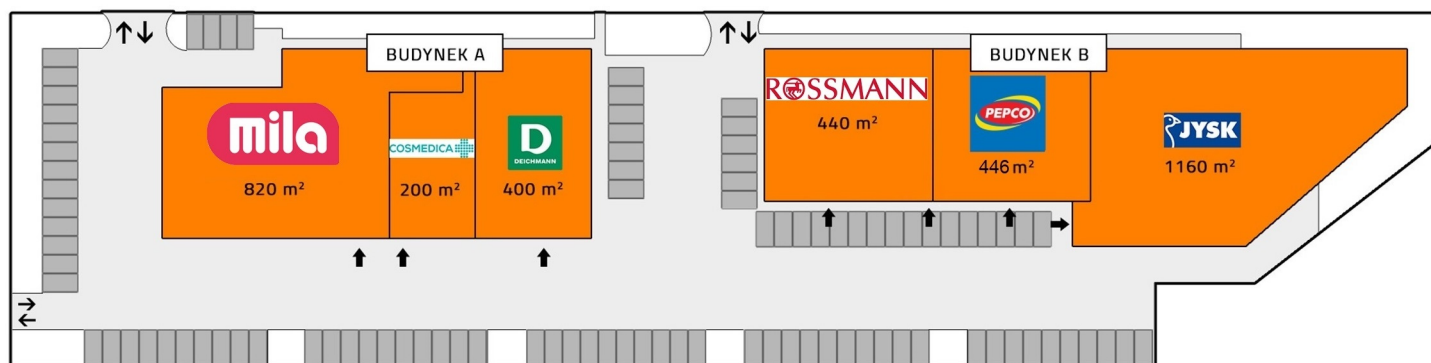 BUDYNEK A
mila
820 m²
COSMEDICA
200 m²
D
DEICHMANN
400 m²
BUDYNEK B
ROSSMANN
440 m²
PEPCO
446 m²
JYSK
1160 m²